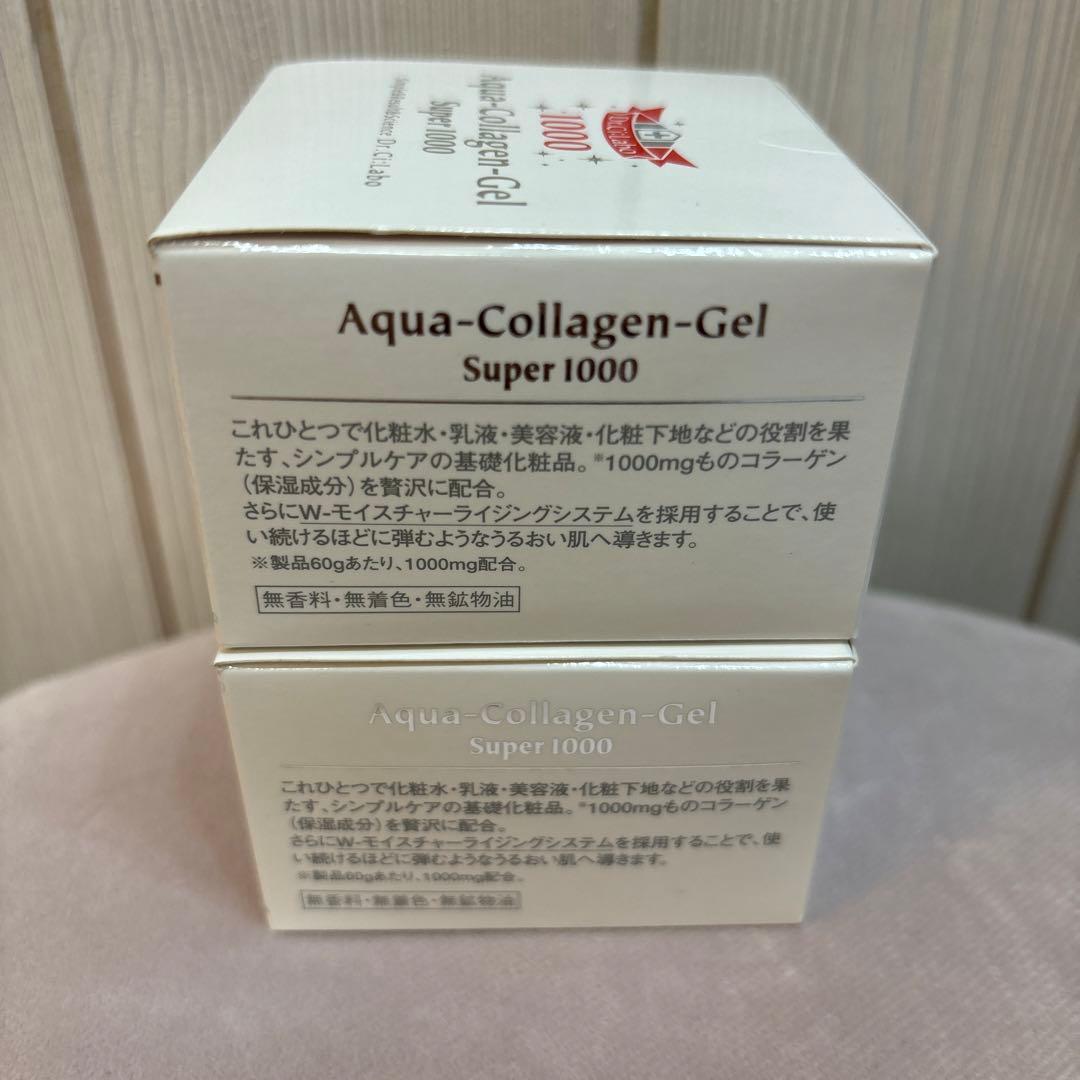 Dr.Ci:Labo
1000
Aqua-Collagen-Gel
Super 1000
Dr.Ci:Labo
Aqua-Collagen-Gel
Super 1000
これひとつで化粧水・乳液・美容液・化粧下地などの役割を果
たす、シンプルケアの基礎化粧品。※1000mgものコラーゲン
(保湿成分)を贅沢に配合。
さらにW-モイスチャーライジングシステムを採用することで、使
い続けるほどに弾むようなうるおい肌へ導きます。
※製品60gあたり、1000mg配合。
無香料・無着色・無鉱物油
Aqua-Collagen-Gel
Super 1000
これひとつで化粧水・乳液・美容液・化粧下地などの役割を果
たす、シンプルケアの基礎化粧品。※1000mgものコラーゲン
(保湿成分)を贅沢に配合。
さらにW-モイスチャーライジングシステムを採用することで、使
い続けるほどに弾むようなうるおい肌へ導きます。
※製品60gあたり、1000mg配合。
無香料・無着色・無鉱物油